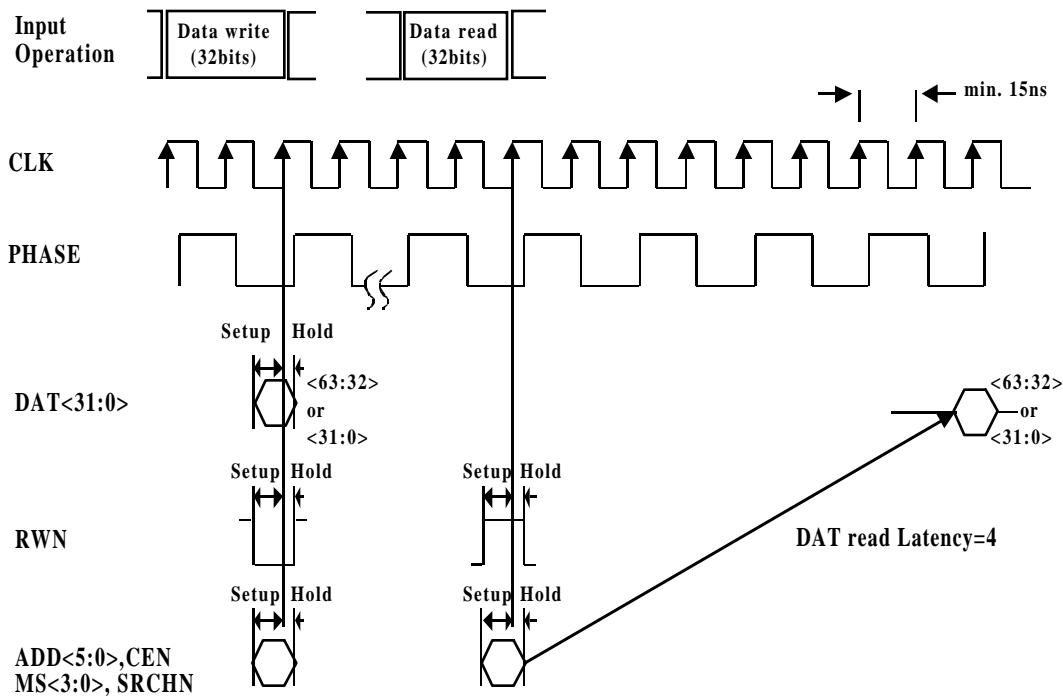 Input
Operation
Data write
(32bits)
Data read
(32bits)
min. 15ns
CLK
PHASE
Setup Hold
DAT<31:0>
<63:32>
or
<31:0>
<63:32>
or
<31:0>
Setup Hold
Setup Hold
RWN
DAT read Latency=4
Setup Hold
Setup Hold
ADD<5:0>,CEN
MS<3:0>, SRCHN